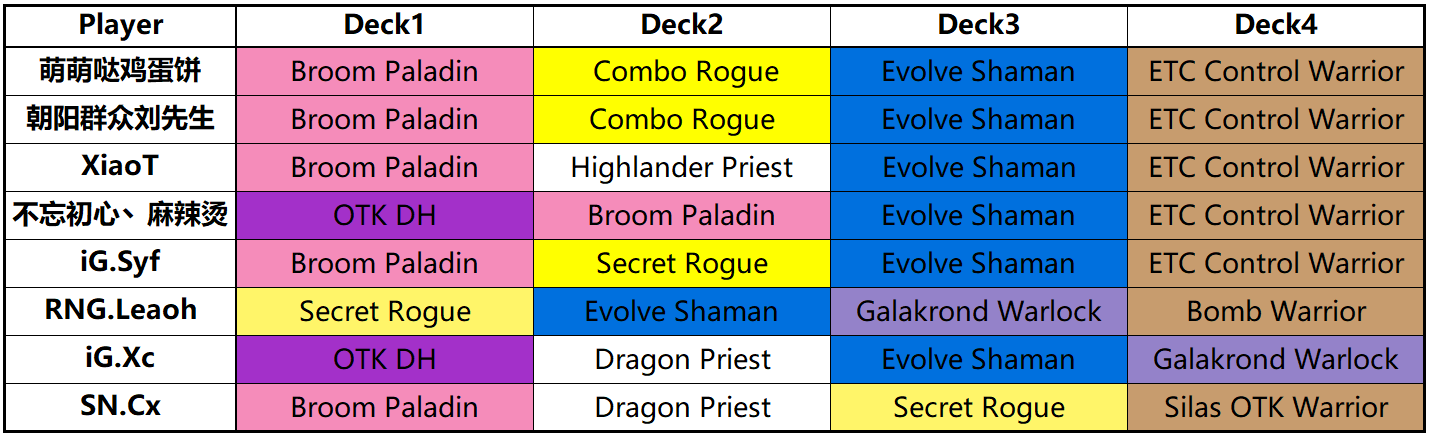 Player Deck1 Deck2 Deck3 Deck4
萌萌哒鸡蛋饼 Broom Paladin Combo Rogue Evolve Shaman ETC Control Warrior
朝阳群众刘先生 Broom Paladin Combo Rogue Evolve Shaman ETC Control Warrior
XiaoT Broom Paladin Highlander Priest Evolve Shaman ETC Control Warrior
不忘初心丶麻辣烫 OTK DH Broom Paladin Evolve Shaman ETC Control Warrior
iG.Syf Broom Paladin Secret Rogue Evolve Shaman ETC Control Warrior
RNG.Leaoh Secret Rogue Evolve Shaman Galakrond Warlock Bomb Warrior
iG.Xc OTK DH Dragon Priest Evolve Shaman Galakrond Warlock
SN.Cx Broom Paladin Dragon Priest Secret Rogue Silas OTK Warrior